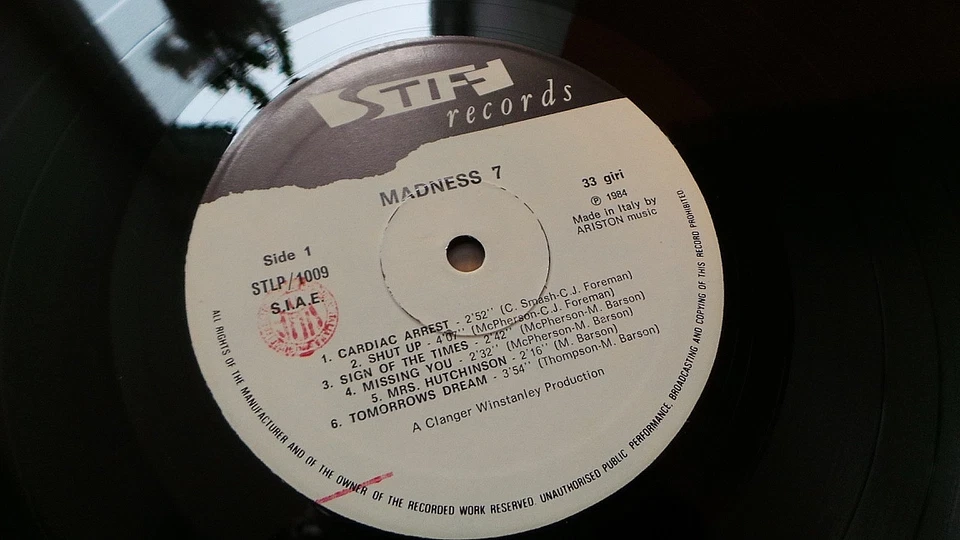 STIFF
records
MADNESS 7
33 giri
Ⓟ 1984
Made in Italy by
ARISTON music
Side 1
STLP/1009
S.I.A.E.
1. CARDIAC ARREST - 2'52'' (C. Smash-C.J. Foreman)
2. SHUT UP - 4'07'' (McPherson-C.J. Foreman)
3. SIGN OF THE TIMES - 2'42'' (McPherson-M. Barson)
4. MISSING YOU - 2'32'' (McPherson-M. Barson)
5. MRS. HUTCHINSON - 2'16'' (M. Barson)
6. TOMORROWS DREAM - 3'54'' (Thompson-M. Barson)
A Clanger Winstanley Production
ALL RIGHTS OF THE MANUFACTURER AND OF THE OWNER OF THE RECORDED WORK RESERVED. UNAUTHORISED PUBLIC PERFORMANCE, BROADCASTING AND COPYING OF THIS RECORD PROHIBITED